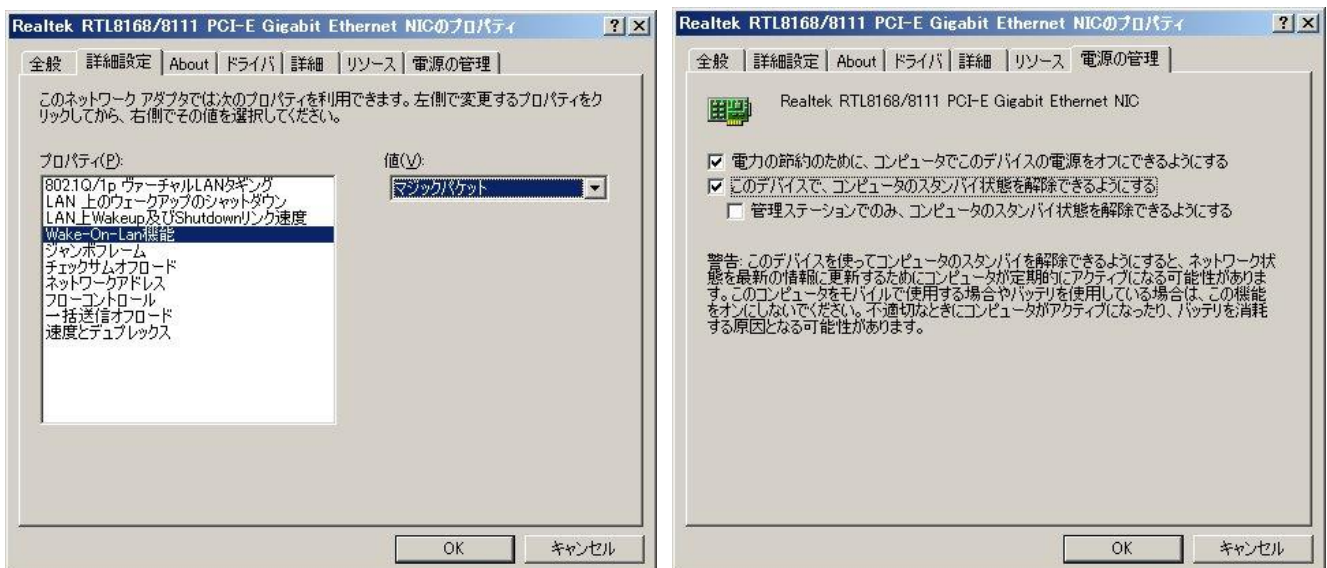 Realtek RTL8168/8111 PCI-E Gigabit Ethernet NICのプロパティ
全般 詳細設定 About ドライバ 詳細 リソース 電源の管理
このネットワーク アダプタでは次のプロパティを利用できます。左側で変更するプロパティをク
リックしてから、右側でその値を選択してください。
プロパティ(P):
802.1Q/1p ヴァーチャルLANタギング
LAN 上のウェークアップのシャットダウン
LAN上Wakeup及びShutdownリンク速度
Wake-On-Lan機能
ジャンボフレーム
チェックサムオフロード
ネットワークアドレス
フローコントロール
一括送信オフロード
速度とデュプレックス
値(V):
マジックパケット
OK キャンセル
Realtek RTL8168/8111 PCI-E Gigabit Ethernet NICのプロパティ
全般 詳細設定 About ドライバ 詳細 リソース 電源の管理
Realtek RTL8168/8111 PCI-E Gigabit Ethernet NIC
電力の節約のために、コンピュータでこのデバイスの電源をオフにできるようにする
このデバイスで、コンピュータのスタンバイ状態を解除できるようにする
管理ステーションでのみ、コンピュータのスタンバイ状態を解除できるようにする
警告: このデバイスを使ってコンピュータのスタンバイを解除できるようにすると、ネットワーク状
態を最新の情報に更新するためにコンピュータが定期的にアクティブになる可能性がありま
す。このコンピュータをモバイルで使用する場合やバッテリを使用している場合は、この機能
をオンにしないでください。不適切なときにコンピュータがアクティブになったり、バッテリを消耗
する原因となる可能性があります。
OK キャンセル